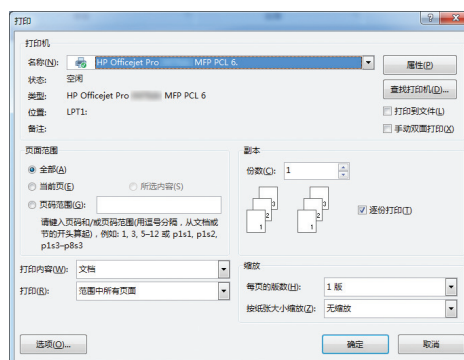 打印
打印机
名称(N): HP Officejet Pro MFP PCL 6.
属性(P)
状态: 空闲
查找打印机(D)...
类型: HP Officejet Pro MFP PCL 6
位置: LPT1:
打印到文件(L)
备注:
手动双面打印(X)
页面范围
全部(A)
当前页(E) 所选内容(S)
页码范围(G):
请键入页码和/或页码范围(用逗号分隔，从文档或
节的开头算起)，例如: 1, 3, 5-12 或 p1s1, p1s2,
p1s3-p8s3
副本
份数(C): 1
3 3
2 2
1 1
逐份打印(T)
打印内容(W): 文档
打印(R): 范围中所有页面
缩放
每页的版数(H): 1 版
按纸张大小缩放(Z): 无缩放
选项(O)...
确定
取消